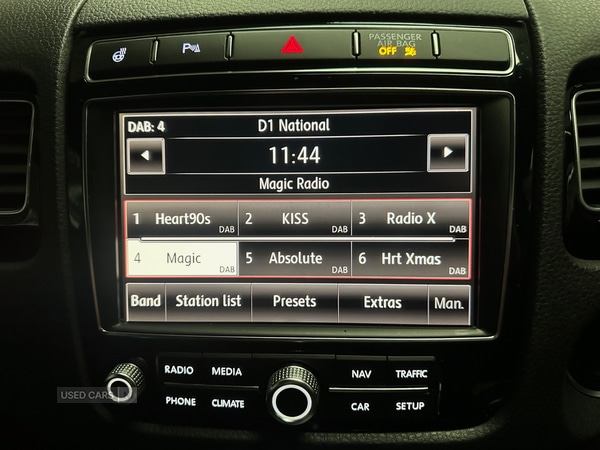 PASSENGER
AIR BAG
OFF
DAB: 4 D1 National
11:44
Magic Radio
1 Heart90s DAB 2 KISS DAB 3 Radio X DAB
4 Magic DAB 5 Absolute DAB 6 Hrt Xmas DAB
Band Station list Presets Extras Man.
RADIO MEDIA NAV TRAFFIC
PHONE CLIMATE CAR SETUP
USED CARS NI